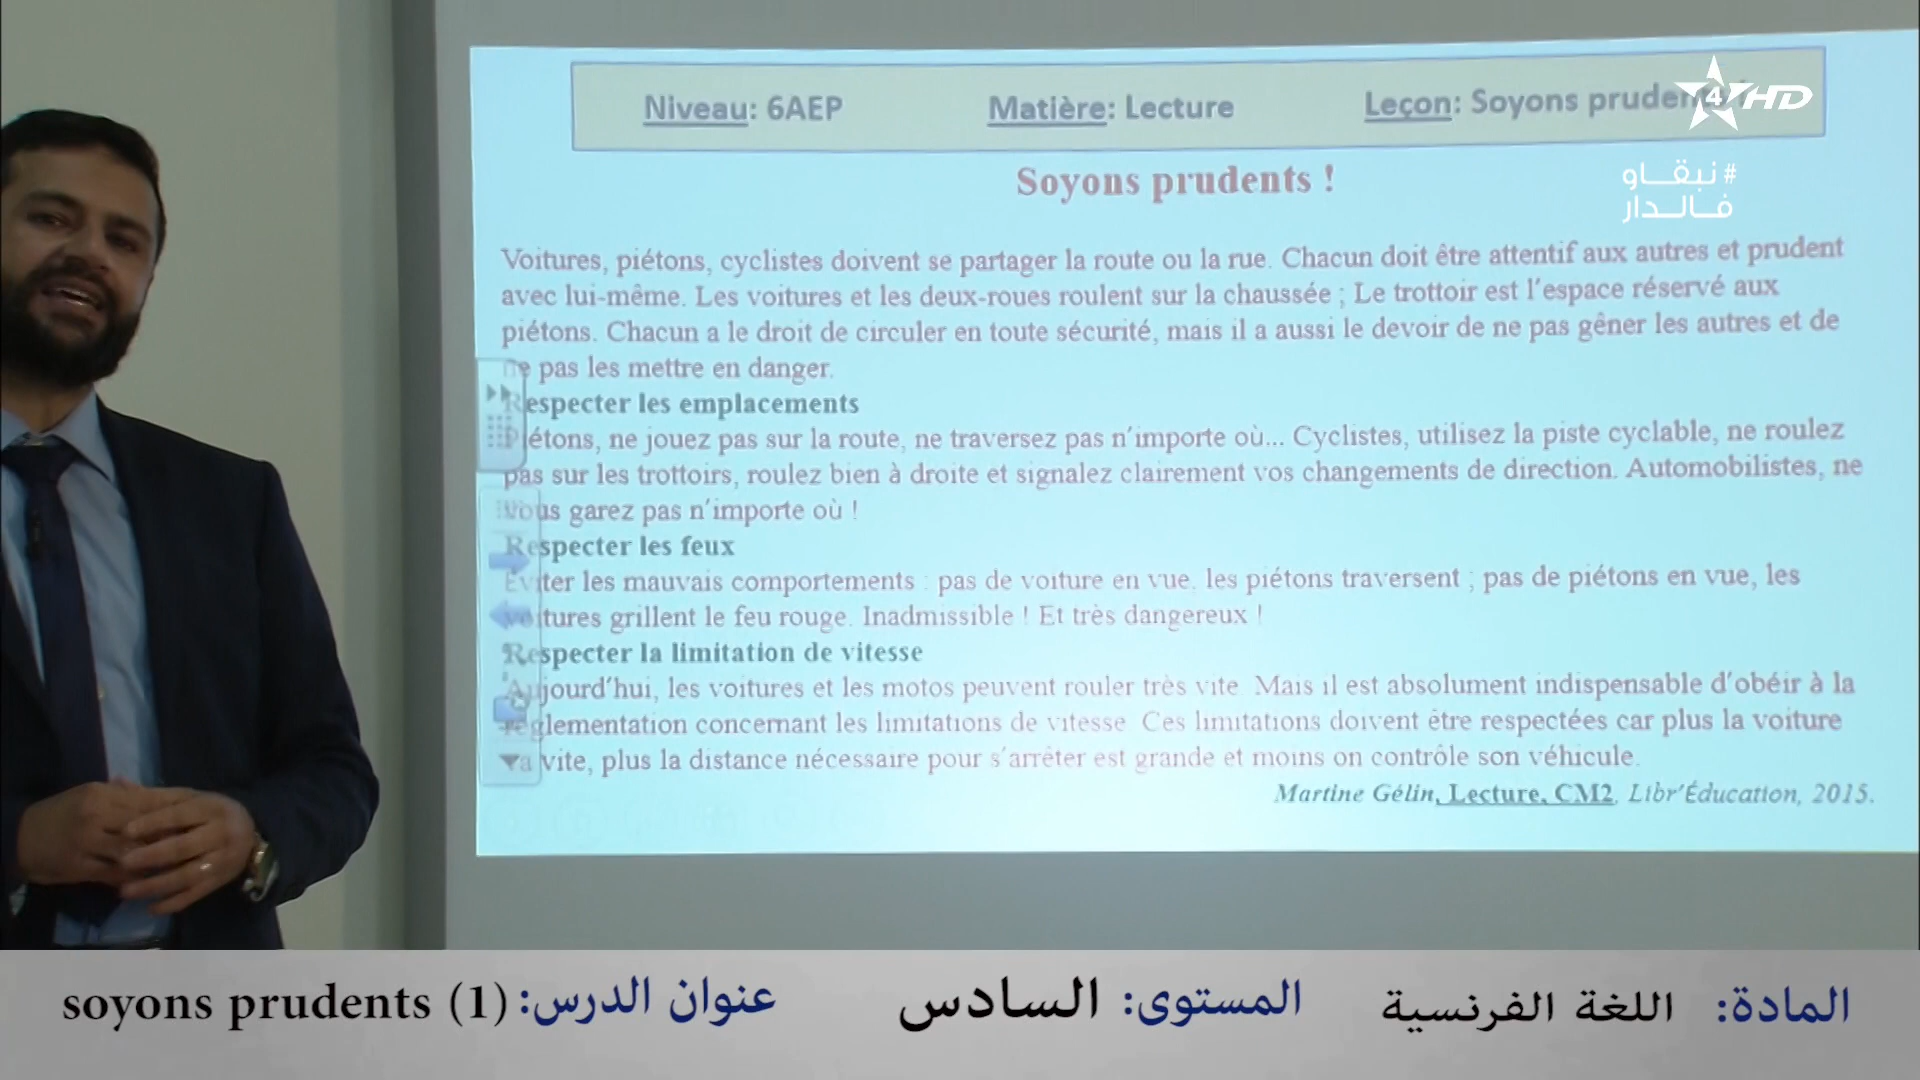 Niveau: 6AEP Matière: Lecture Leçon: Soyons prudents !
4 HD
#نبقاو
فالدار
Soyons prudents !
Voitures, piétons, cyclistes doivent se partager la route ou la rue. Chacun doit être attentif aux autres et prudent
avec lui-même. Les voitures et les deux-roues roulent sur la chaussée ; Le trottoir est l'espace réservé aux
piétons. Chacun a le droit de circuler en toute sécurité, mais il a aussi le devoir de ne pas gêner les autres et de
ne pas les mettre en danger.
Respecter les emplacements
Piétons, ne jouez pas sur la route, ne traversez pas n'importe où... Cyclistes, utilisez la piste cyclable, ne roulez
pas sur les trottoirs, roulez bien à droite et signalez clairement vos changements de direction. Automobilistes, ne
vous garez pas n'importe où !
Respecter les feux
Eviter les mauvais comportements : pas de voiture en vue, les piétons traversent ; pas de piétons en vue, les
voitures grillent le feu rouge. Inadmissible ! Et très dangereux !
Respecter la limitation de vitesse
Aujourd'hui, les voitures et les motos peuvent rouler très vite. Mais il est absolument indispensable d'obéir à la
réglementation concernant les limitations de vitesse. Ces limitations doivent être respectées car plus la voiture
va vite, plus la distance nécessaire pour s'arrêter est grande et moins on contrôle son véhicule.
Martine Gélin, Lecture, CM2, Libr'Éducation, 2015.
المادة: اللغة الفرنسية المستوى: السادس عنوان الدرس: soyons prudents (1)